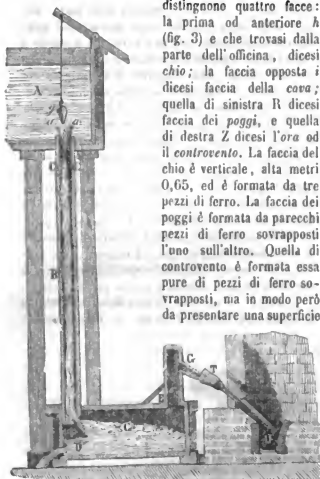 distinguono quattro facce:
la prima od anteriore h
(fig. 3) e che trovasi dalla
parte dell'officina, dicesi
chio; la faccia opposta i
dicesi faccia della cava;
quella di sinistra R dicesi
faccia dei poggi, e quella
di destra Z dicesi l'ora od
il controvento. La faccia del
chio è verticale, alta metri
0,65, ed è formata da tre
pezzi di ferro. La faccia dei
poggi è formata da parecchi
pezzi di ferro sovrapposti
l'uno sull'altro. Quella di
controvento è formata essa
pure di pezzi di ferro so-
vrapposti, ma in modo però
da presentare una superficie
A
B
G
T
E
C